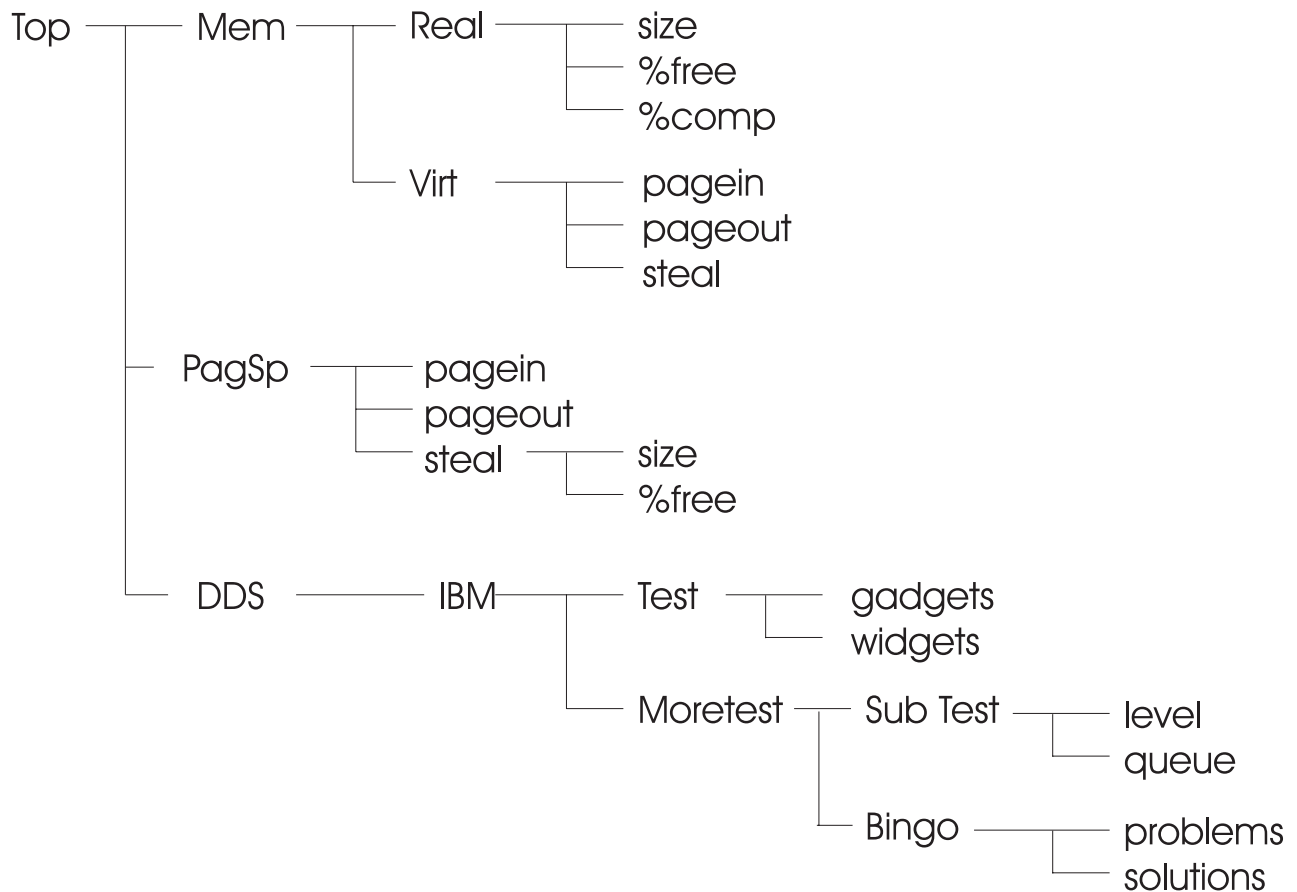 Top Mem Real size
%free
%comp
Virt pagein
pageout
steal
PagSp pagein
pageout
steal size
%free
DDS IBM Test gadgets
widgets
Moretest Sub Test level
queue
Bingo problems
solutions